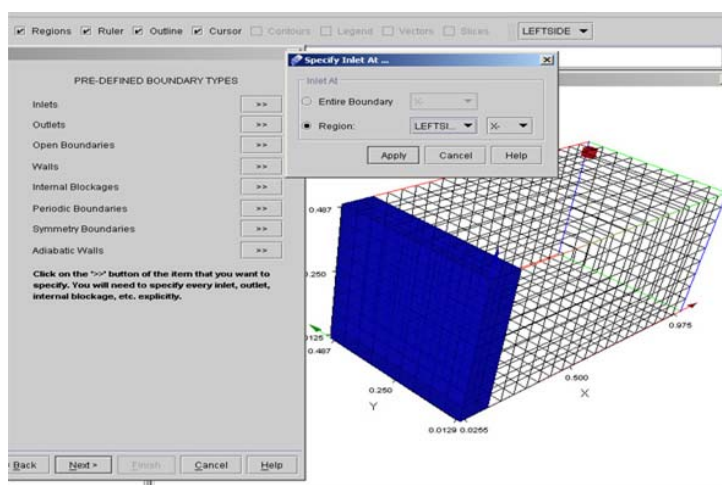 Regions Ruler Outline Cursor Contours Legend Vectors Slices LEFTSIDE
Specify Inlet At ...
Inlet At
Entire Boundary X-
Region: LEFTSI... X-
Apply Cancel Help
PRE-DEFINED BOUNDARY TYPES
Inlets >>
Outlets >>
Open Boundaries >>
Walls >>
Internal Blockages >>
Periodic Boundaries >>
Symmetry Boundaries >>
Adiabatic Walls >>
Click on the '>>' button of the item that you want to
specify. You will need to specify every inlet, outlet,
internal blockage, etc. explicitly.
0.487
0.250
0125
0.487
0.250
Y
0.0129 0.0255
0.500
X
0.975
Back Next > Finish Cancel Help